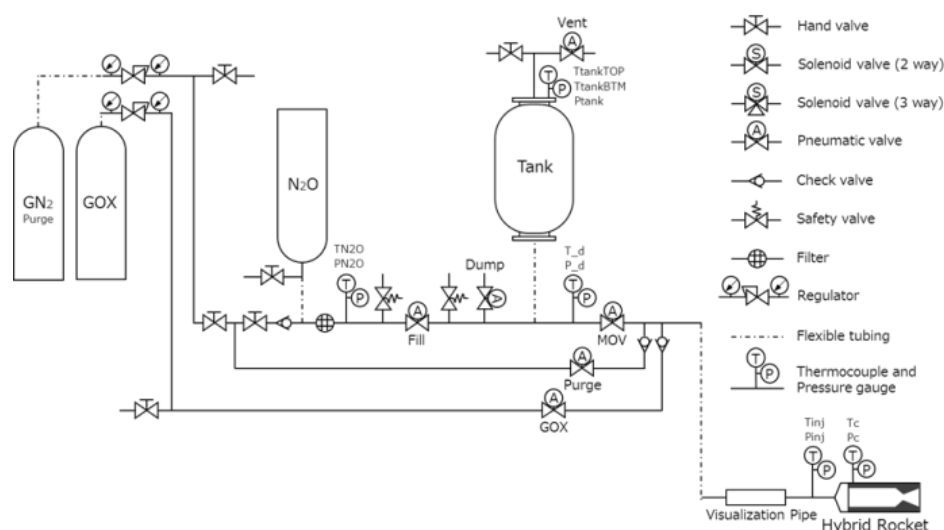 Vent
A
T
P
TtankTOP
TtankBTM
Ptank
GN2
Purge
GOX
N2O
Tank
TN2O
PN2O
T
P
Dump
A
T_d
P_d
T
P
A
Fill
A
MOV
A
Purge
A
GOX
Tinj
Pinj
T
P
Tc
Pc
T
P
Visualization Pipe
Hybrid Rocket
Hand valve
S
Solenoid valve (2 way)
S
Solenoid valve (3 way)
A
Pneumatic valve
Check valve
Safety valve
Filter
Regulator
Flexible tubing
T
P
Thermocouple and
Pressure gauge